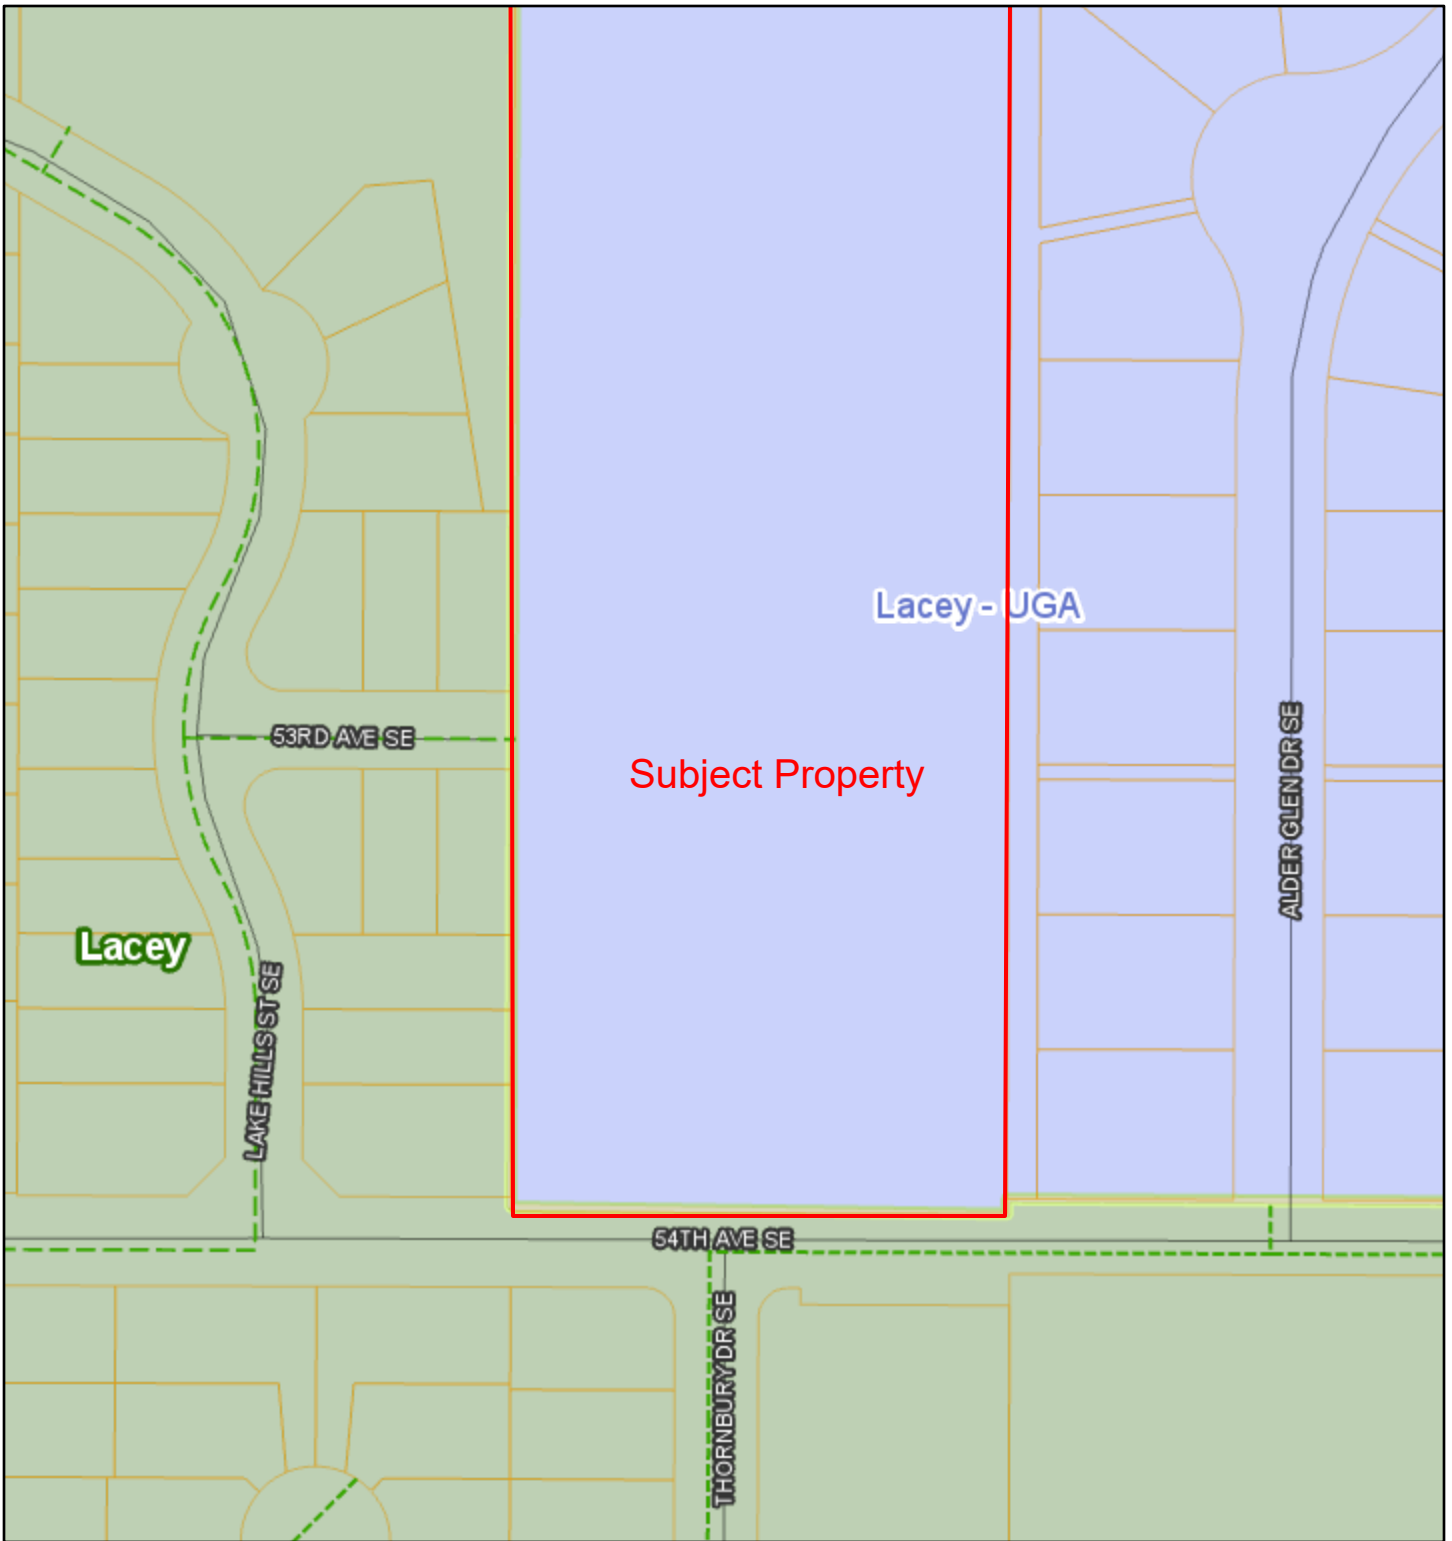 Lacey - UGA
53RD AVE SE
Subject Property
ALDER GLEN DR SE
Lacey
LAKE HILLS ST SE
54TH AVE SE
THORNBURY DR SE